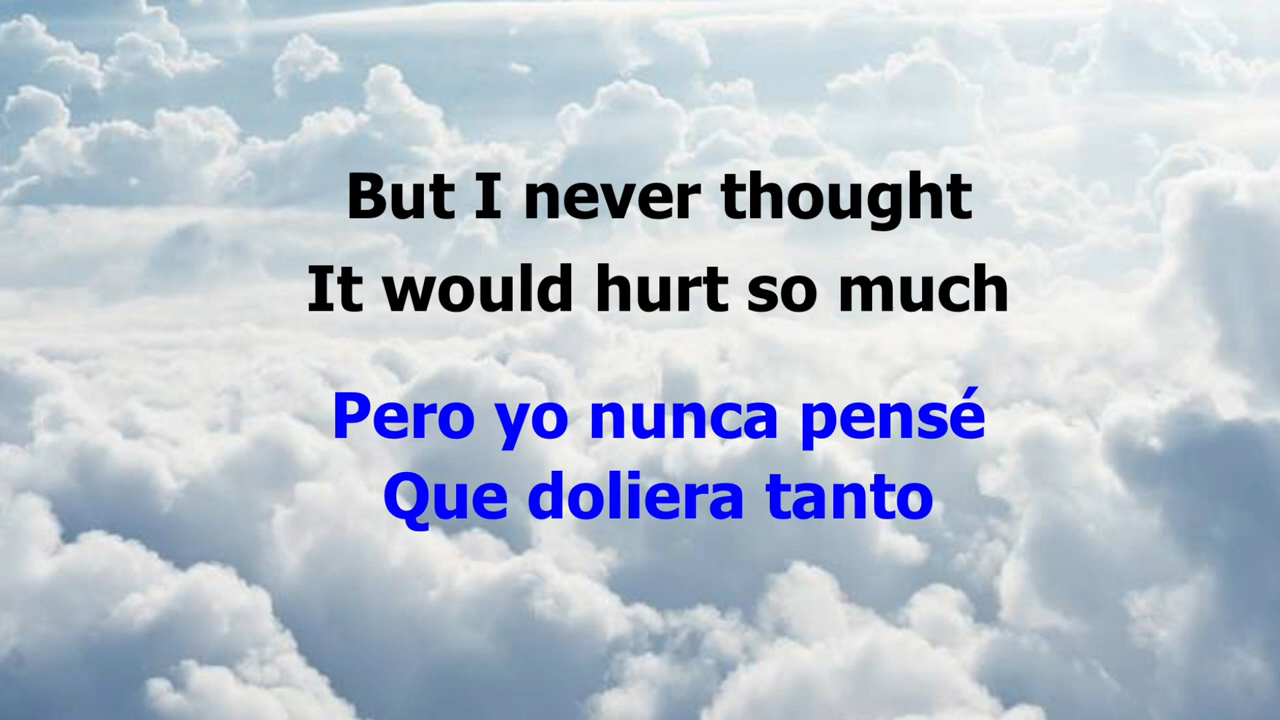 But I never thought
It would hurt so much
Pero yo nunca pensé
Que doliera tanto